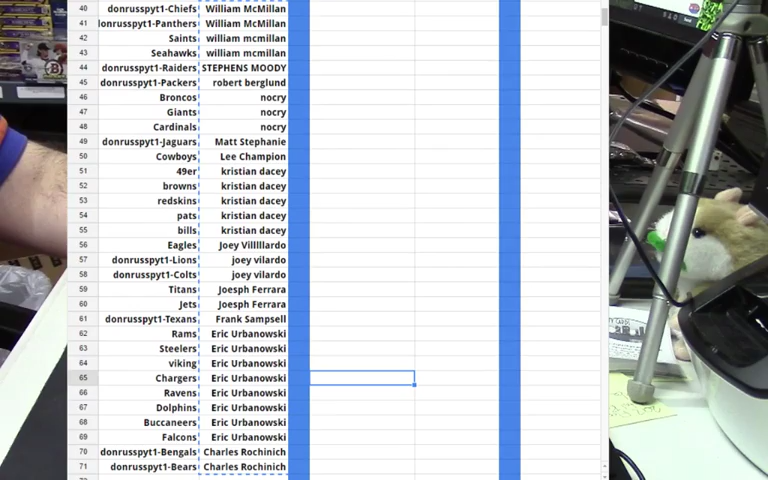 40 donrusspyt1-Chiefs William McMillan
41 lonrusspyt1-Panthers William McMillan
42 Saints william mcmillan
43 Seahawks william mcmillan
44 donrusspyt1-Raiders STEPHENS MOODY
45 donrusspyt1-Packers robert berglund
46 Broncos nocry
47 Giants nocry
48 Cardinals nocry
49 donrusspyt1-Jaguars Matt Stephanie
50 Cowboys Lee Champion
51 49er kristian dacey
52 browns kristian dacey
53 redskins kristian dacey
54 pats kristian dacey
55 bills kristian dacey
56 Eagles Joey Villlllardo
57 donrusspyt1-Lions joey vilardo
58 donrusspyt1-Colts joey vilardo
59 Titans Joesph Ferrara
60 Jets Joesph Ferrara
61 donrusspyt1-Texans Frank Sampsell
62 Rams Eric Urbanowski
63 Steelers Eric Urbanowski
64 viking Eric Urbanowski
65 Chargers Eric Urbanowski
66 Ravens Eric Urbanowski
67 Dolphins Eric Urbanowski
68 Buccaneers Eric Urbanowski
69 Falcons Eric Urbanowski
70 donrusspyt1-Bengals Charles Rochinich
71 donrusspyt1-Bears Charles Rochinich